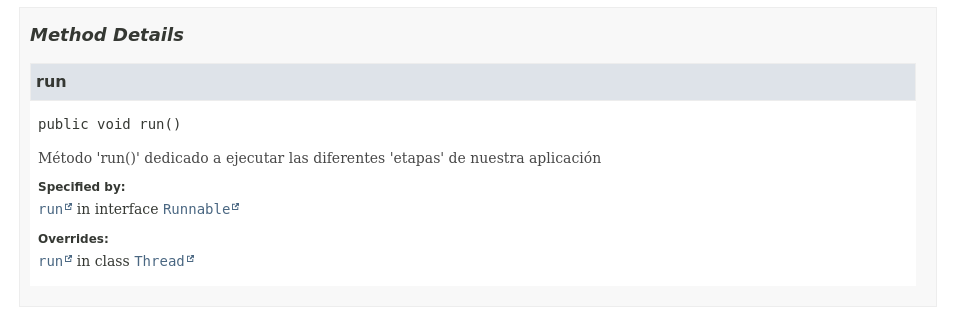 Method Details
run
public void run()
Método 'run()' dedicado a ejecutar las diferentes 'etapas' de nuestra aplicación
Specified by:
run in interface Runnable
Overrides:
run in class Thread